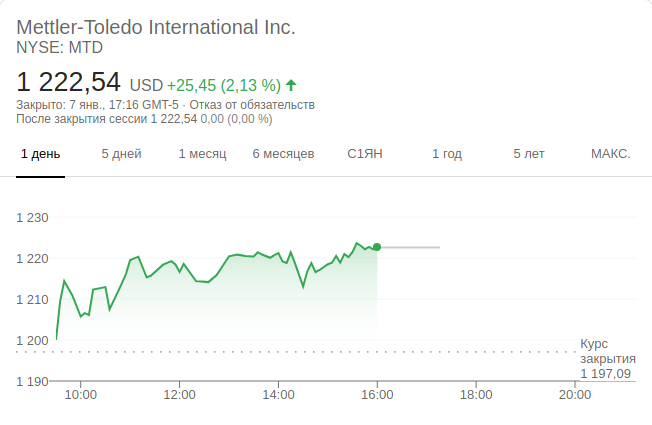 Mettler-Toledo International Inc.
NYSE: MTD
1 222,54 USD +25,45 (2,13 %)
Закрыто: 7 янв., 17:16 GMT-5 · Отказ от обязательств
После закрытия сессии 1 222,54 0,00 (0,00 %)
1 день 5 дней 1 месяц 6 месяцев С1ЯН 1 год 5 лет МАКС.
1 230
1 220
1 210
1 200
Курс
закрытия
1 197,09
1 190
10:00 12:00 14:00 16:00 18:00 20:00